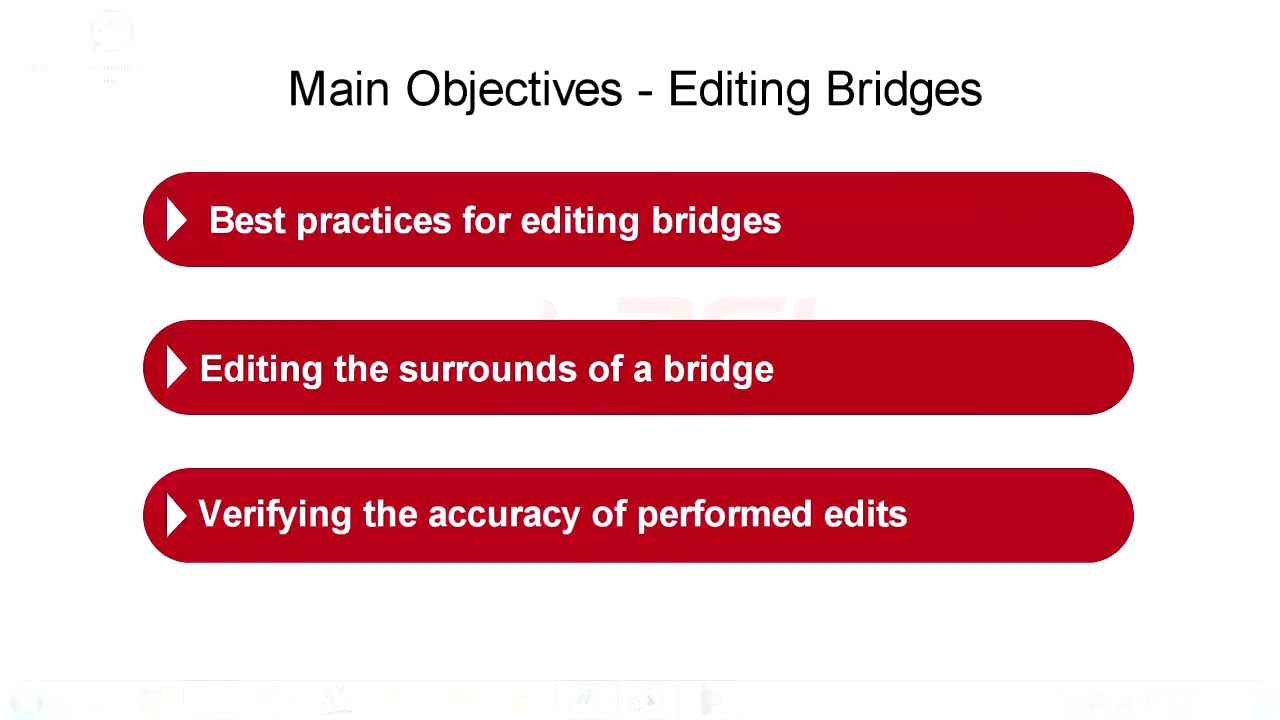 Main Objectives - Editing Bridges
Best practices for editing bridges
Editing the surrounds of a bridge
Verifying the accuracy of performed edits